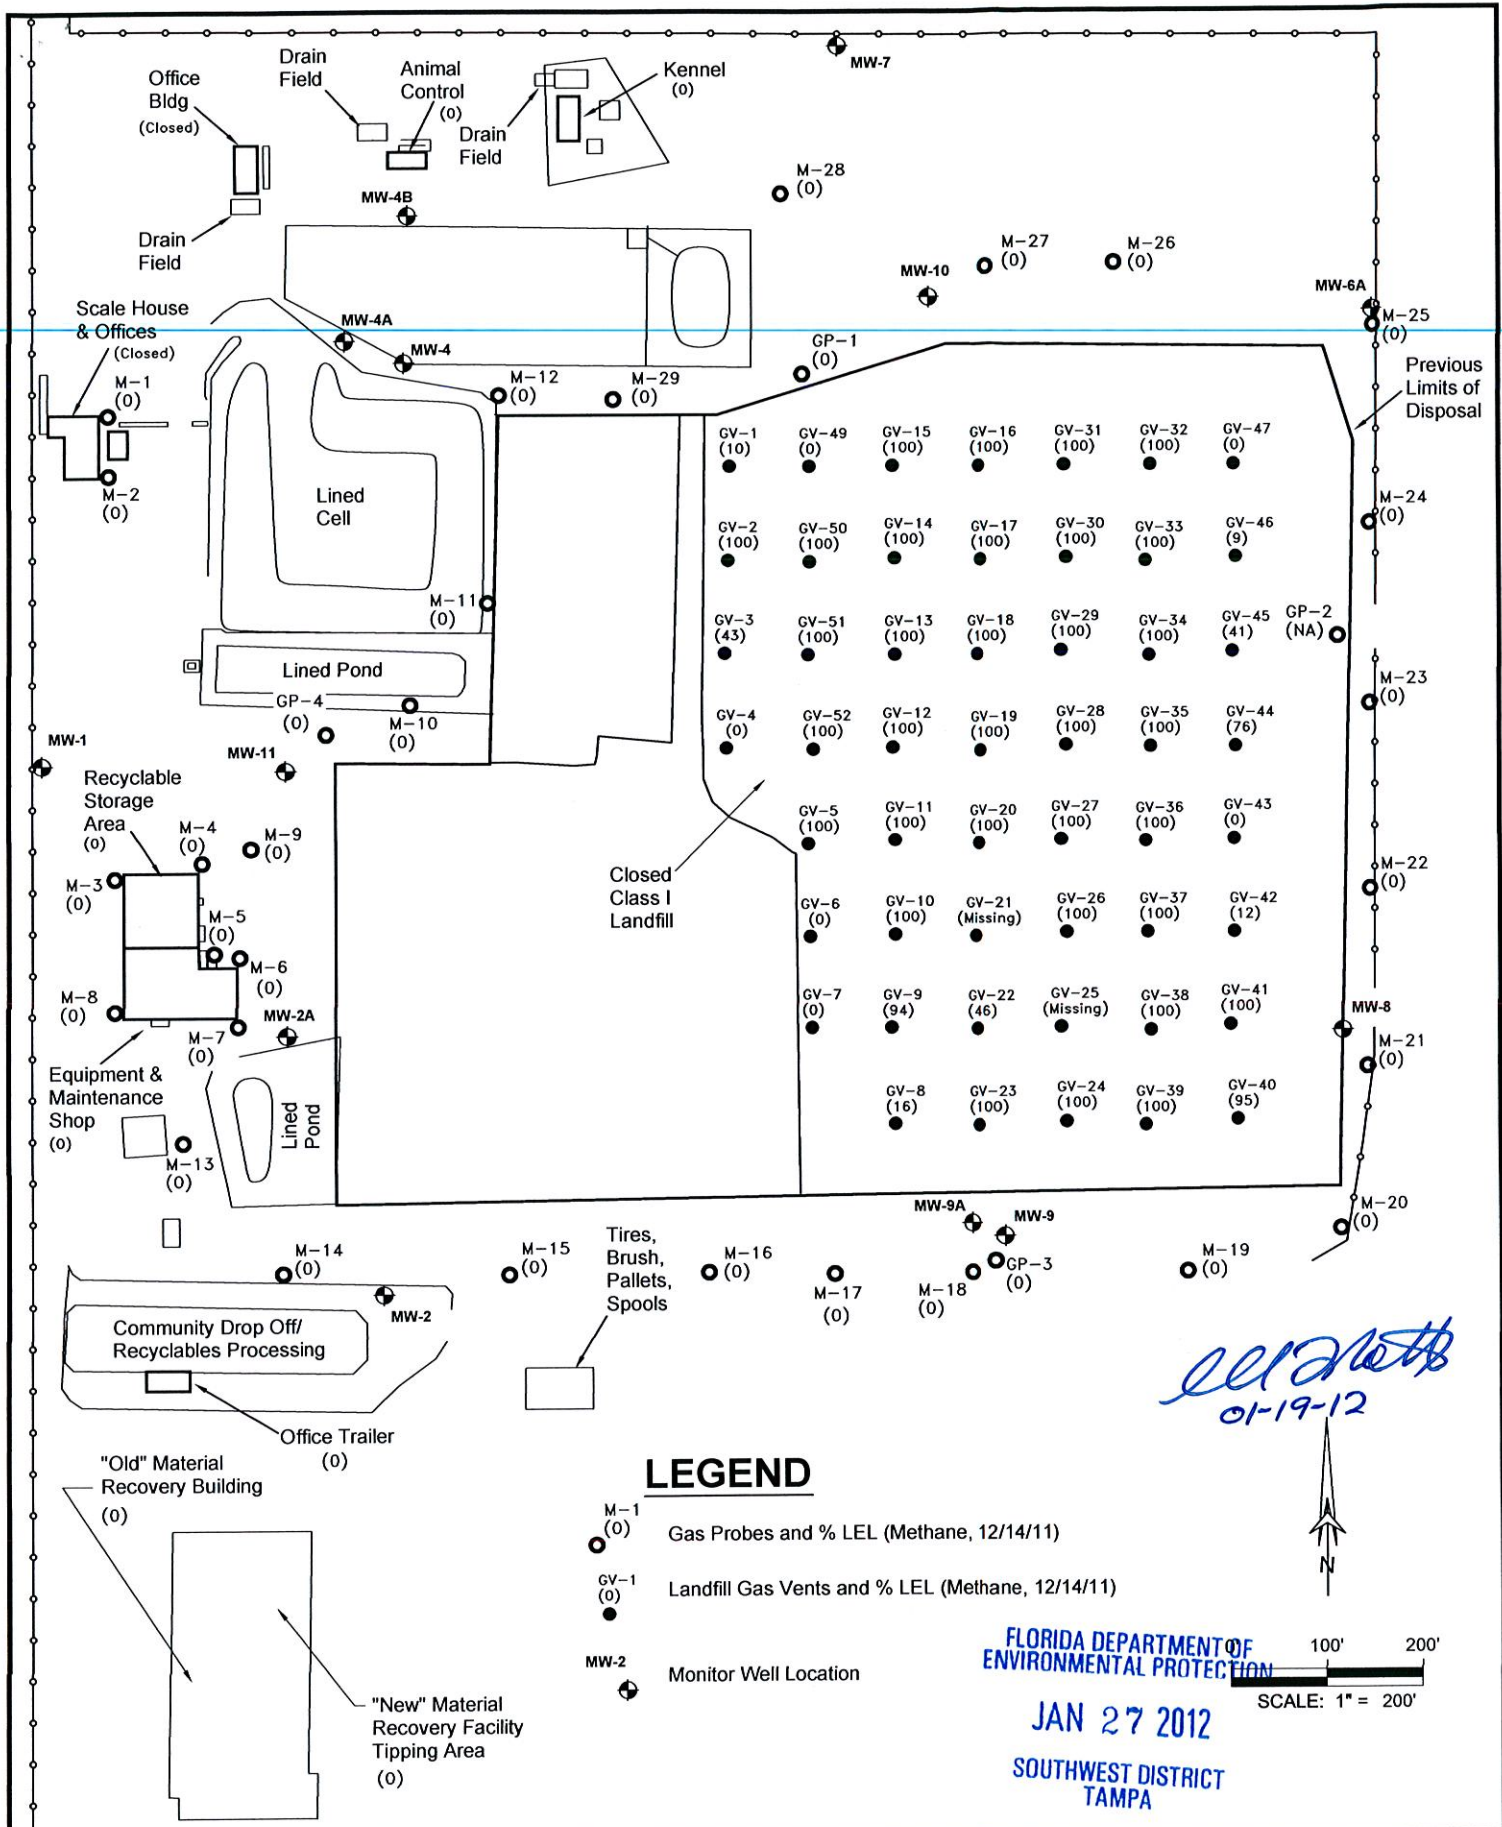 MW-7
Drain
Field
Animal
Control
(0)
Kennel
(0)
Office
Bldg
(Closed)
Drain
Field
M-28
(0)
MW-4B
Drain
Field
M-27
(0)
M-26
(0)
MW-10
MW-6A
M-25
(0)
Scale House
& Offices
(Closed)
MW-4A
MW-4
GP-1
(0)
M-1
(0)
M-12
(0)
M-29
(0)
Previous
Limits of
Disposal
M-2
(0)
Lined
Cell
GV-1
(10)
GV-49
(0)
GV-15
(100)
GV-16
(100)
GV-31
(100)
GV-32
(100)
GV-47
(0)
M-24
(0)
GV-2
(100)
GV-50
(100)
GV-14
(100)
GV-17
(100)
GV-30
(100)
GV-33
(100)
GV-46
(9)
M-11
(0)
GV-3
(43)
GV-51
(100)
GV-13
(100)
GV-18
(100)
GV-29
(100)
GV-34
(100)
GV-45
(41)
GP-2
(NA)
Lined Pond
GP-4
(0)
M-10
(0)
M-23
(0)
GV-4
(0)
GV-52
(100)
GV-12
(100)
GV-19
(100)
GV-28
(100)
GV-35
(100)
GV-44
(76)
MW-1
MW-11
Recyclable
Storage
Area
(0)
M-4
(0)
M-9
(0)
GV-5
(100)
GV-11
(100)
GV-20
(100)
GV-27
(100)
GV-36
(100)
GV-43
(0)
M-3
(0)
M-22
(0)
Closed
Class I
Landfill
GV-6
(0)
GV-10
(100)
GV-21
(Missing)
GV-26
(100)
GV-37
(100)
GV-42
(12)
M-5
(0)
M-6
(0)
M-8
(0)
M-7
(0)
MW-2A
GV-7
(0)
GV-9
(94)
GV-22
(46)
GV-25
(Missing)
GV-38
(100)
GV-41
(100)
MW-8
M-21
(0)
Equipment &
Maintenance
Shop
(0)
Lined
Pond
GV-8
(16)
GV-23
(100)
GV-24
(100)
GV-39
(100)
GV-40
(95)
M-13
(0)
MW-9A
MW-9
M-20
(0)
M-14
(0)
M-15
(0)
Tires,
Brush,
Pallets,
Spools
M-16
(0)
M-17
(0)
M-18
(0)
GP-3
(0)
M-19
(0)
MW-2
Community Drop Off/
Recyclables Processing
Office Trailer
(0)
01-19-12
"Old" Material
Recovery Building
(0)
"New" Material
Recovery Facility
Tipping Area
(0)
LEGEND
M-1
(0)
Gas Probes and % LEL (Methane, 12/14/11)
GV-1
(0)
Landfill Gas Vents and % LEL (Methane, 12/14/11)
MW-2
Monitor Well Location
N
0 100' 200'
SCALE: 1" = 200'
FLORIDA DEPARTMENT OF
ENVIRONMENTAL PROTECTION
JAN 27 2012
SOUTHWEST DISTRICT
TAMPA